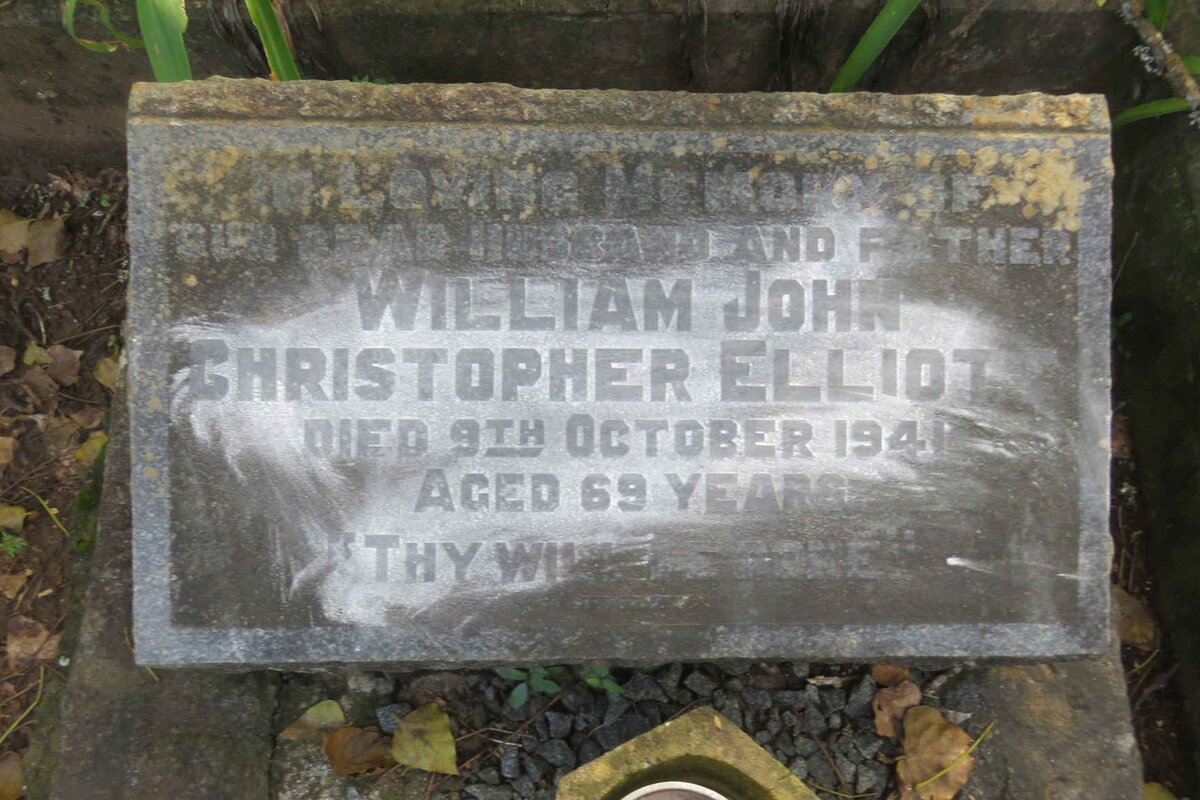 IN LOVING MEMORY OF
OUR DEAR HUSBAND AND FATHER
WILLIAM JOHN
CHRISTOPHER ELLIOTT
DIED 9TH OCTOBER 1941
AGED 69 YEARS
"THY WILL BE DONE"